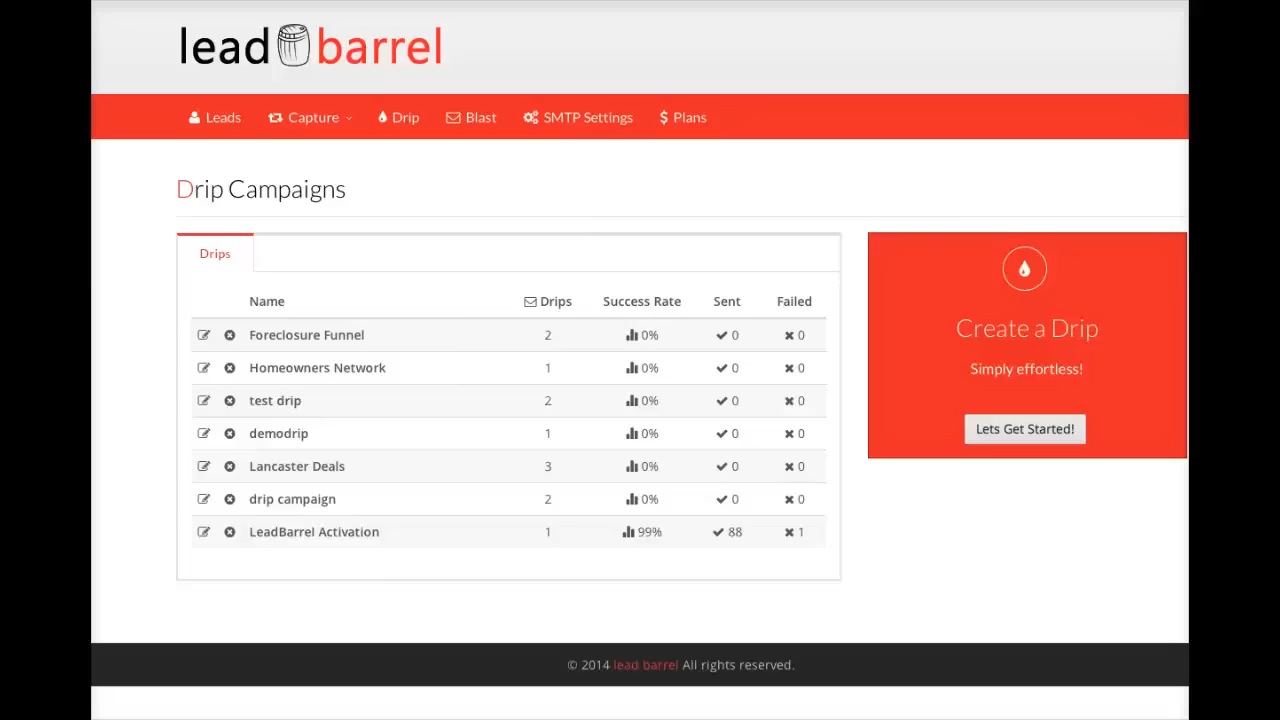 lead barrel
Leads Capture Drip Blast SMTP Settings $ Plans
Drip Campaigns
Drips
Name Drips Success Rate Sent Failed
Foreclosure Funnel 2 0% 0 0
Homeowners Network 1 0% 0 0
test drip 2 0% 0 0
demodrip 1 0% 0 0
Lancaster Deals 3 0% 0 0
drip campaign 2 0% 0 0
LeadBarrel Activation 1 99% 88 1
Create a Drip
Simply effortless!
Lets Get Started!
© 2014 lead barrel All rights reserved.